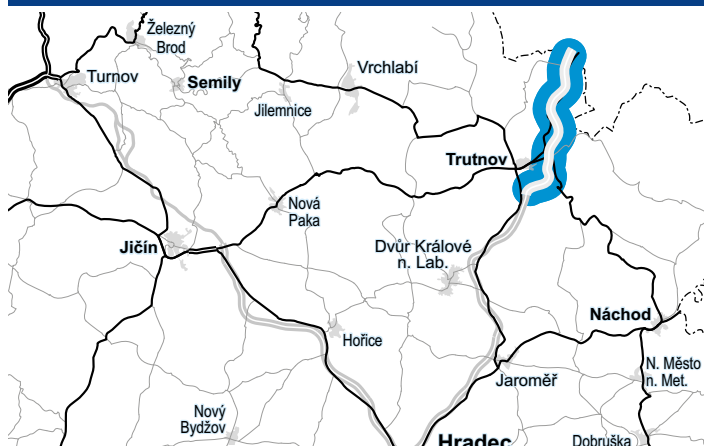 Železný
Brod
Turnov
Semily
Vrchlabí
Jilemnice
Trutnov
Nová
Paka
Jičín
Dvůr Králové
n. Lab.
Náchod
Hořice
Jaroměř
N. Město
n. Met.
Nový
Bydžov
Hradec
Dobruška